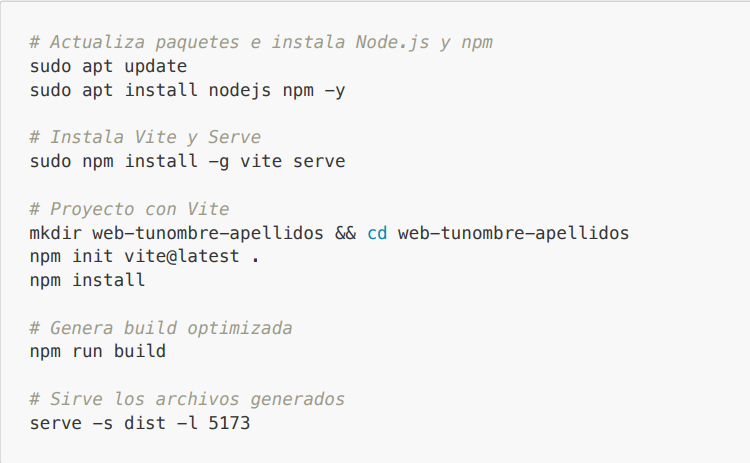 # Actualiza paquetes e instala Node.js y npm
sudo apt update
sudo apt install nodejs npm -y
# Instala Vite y Serve
sudo npm install -g vite serve
# Proyecto con Vite
mkdir web-tunombre-apellidos && cd web-tunombre-apellidos
npm init vite@latest .
npm install
# Genera build optimizada
npm run build
# Sirve los archivos generados
serve -s dist -l 5173